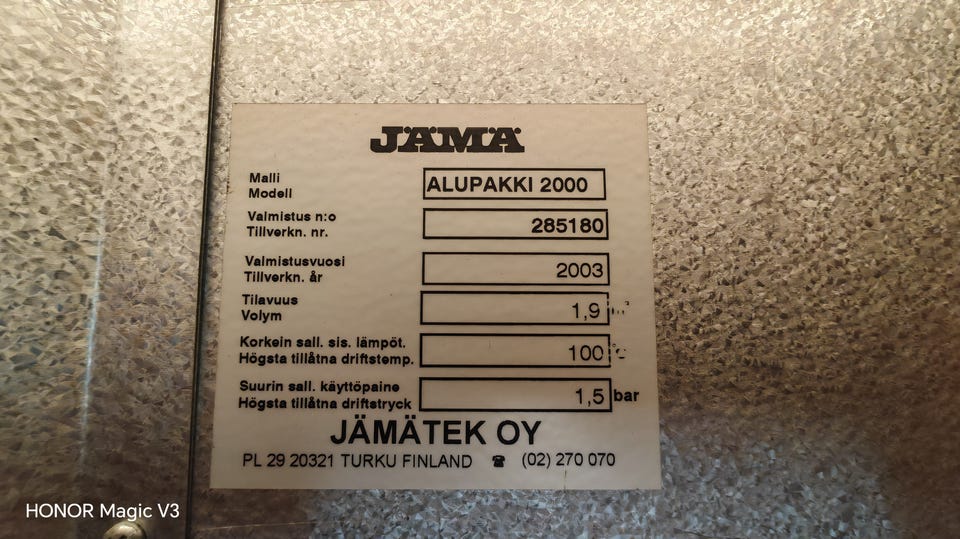 JÄMÄ
Malli
Modell
ALUPAKKI 2000
Valmistus n:o
Tillverkn. nr.
285180
Valmistusvuosi
Tillverkn. år
2003
Tilavuus
Volym
1,9
Korkein sall. sis. lämpöt.
Högsta tillåtna driftstemp.
100
Suurin sall. käyttöpaine
Högsta tillåtna driftstryck
1,5 bar
JÄMÄTEK OY
PL 29 20321 TURKU FINLAND ☎ (02) 270 070
HONOR Magic V3